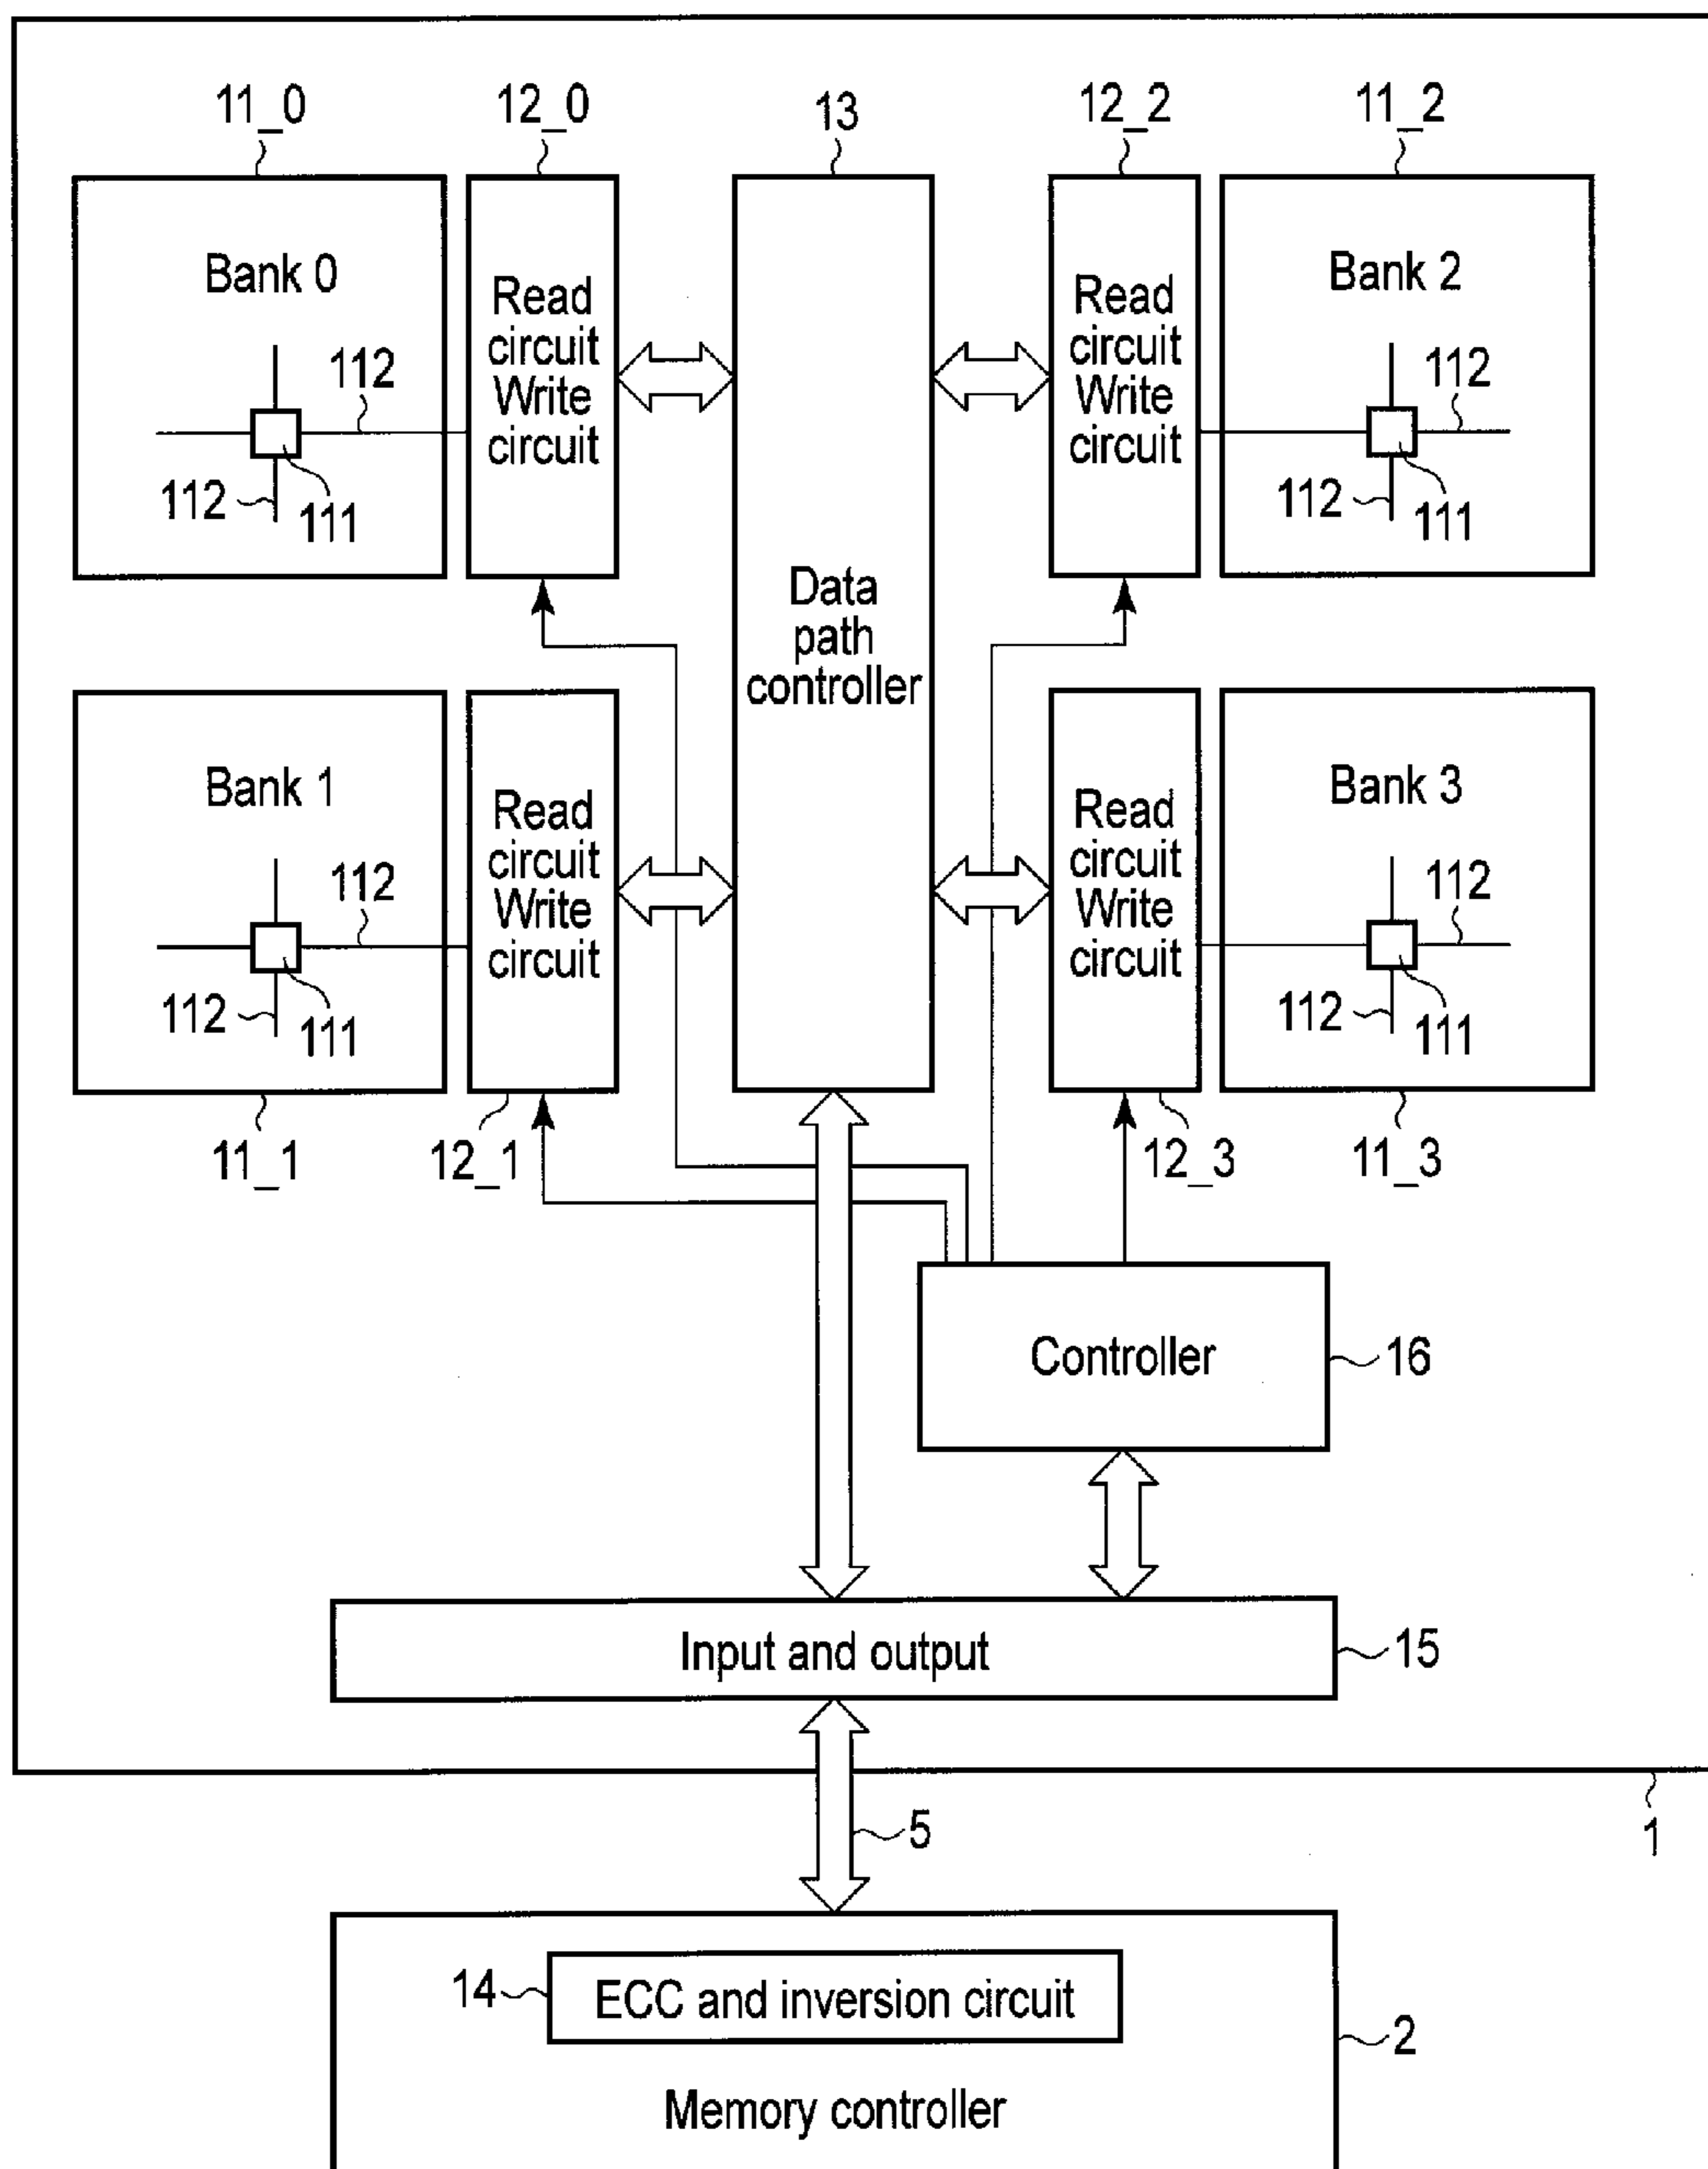 11_0
12_0
13
12_2
11_2
Bank 0
Read
circuit
Write
circuit
112
112
111
Data
path
controller
Read
circuit
Write
circuit
Bank 2
112
112
111
Bank 1
Read
circuit
Write
circuit
112
112
111
Read
circuit
Write
circuit
Bank 3
112
112
111
11_1
12_1
12_3
11_3
Controller
16
Input and output
15
5
1
14
ECC and inversion circuit
2
Memory controller